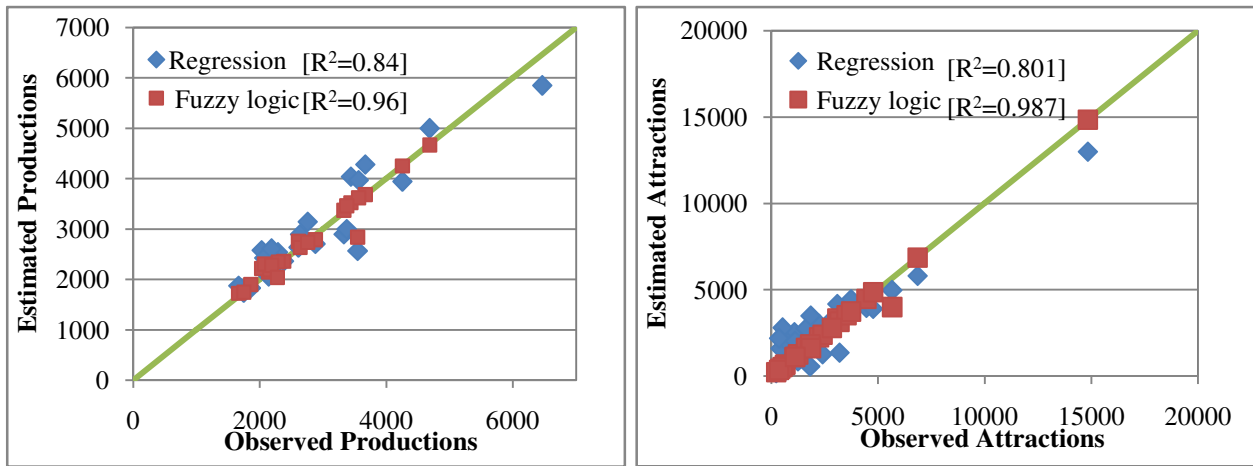 7000
6000
5000
4000
3000
2000
1000
0
Estimated Productions
Regression [R²=0.84]
Fuzzy logic [R²=0.96]
0 2000 4000 6000
Observed Productions
20000
15000
10000
5000
0
Estimated Attractions
Regression [R²=0.801]
Fuzzy logic [R²=0.987]
0 5000 10000 15000 20000
Observed Attractions